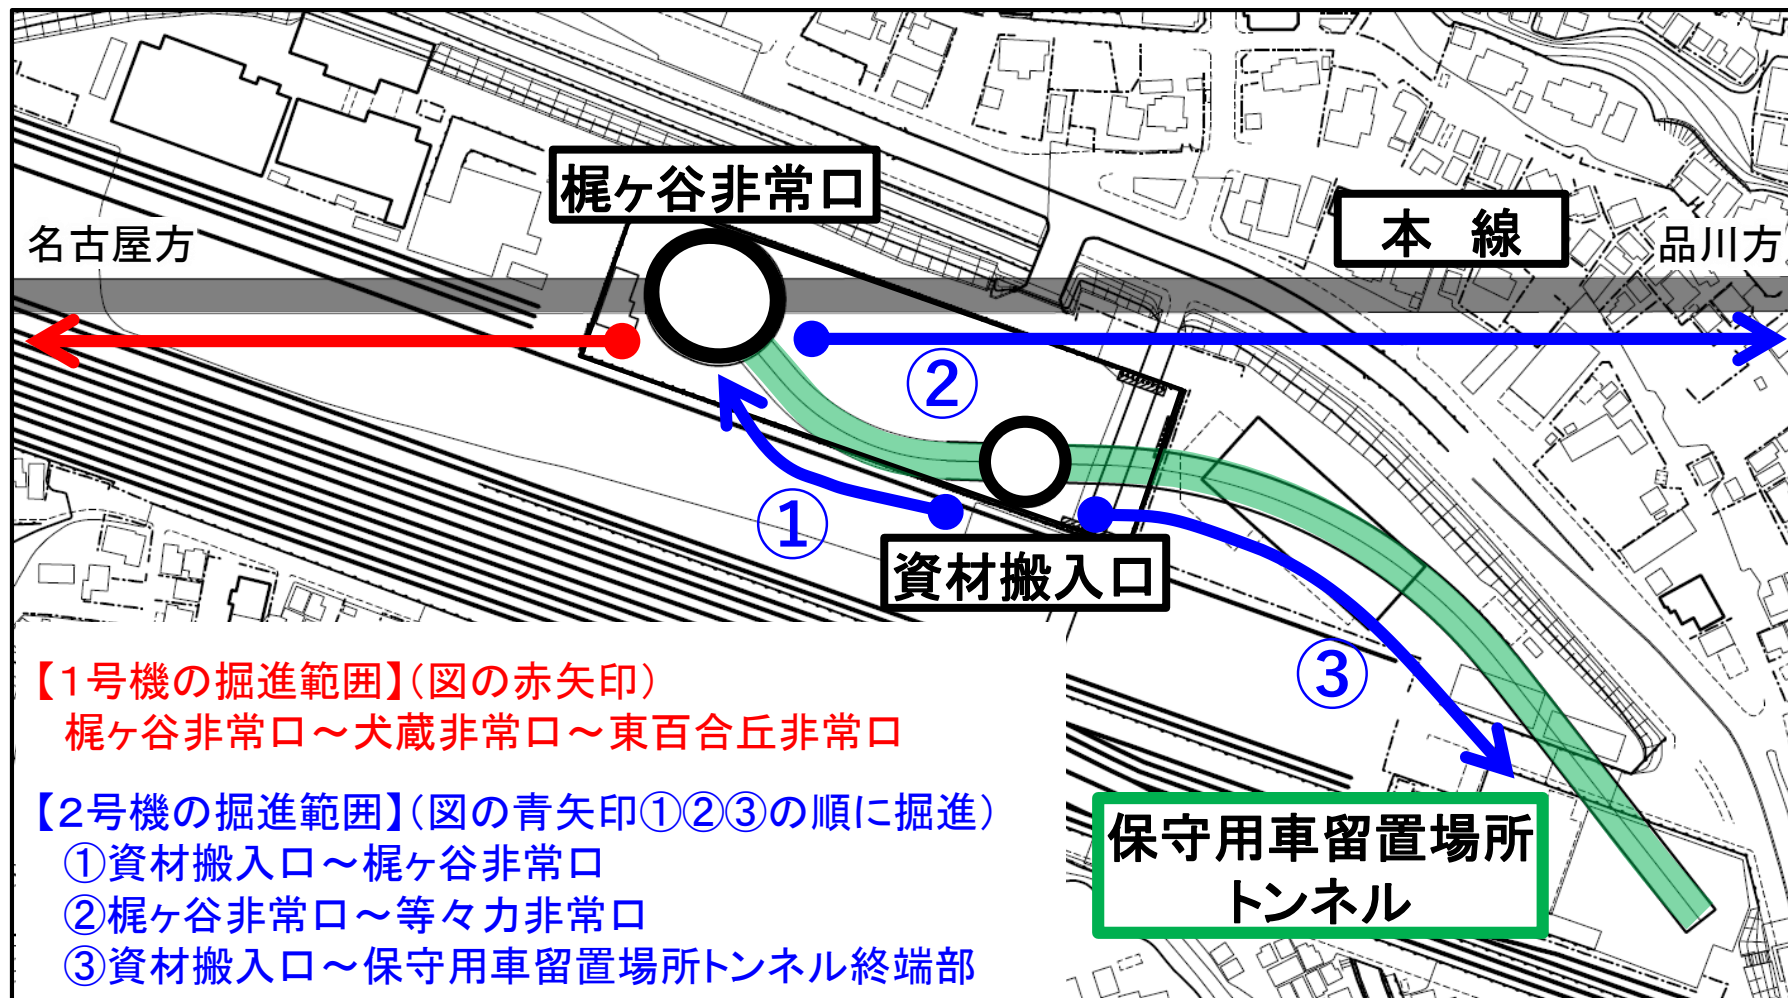 梶ヶ谷非常口
本 線
名古屋方
品川方
②
①
資材搬入口
③
【1号機の掘進範囲】(図の赤矢印)
梶ヶ谷非常口～犬蔵非常口～東百合丘非常口
【2号機の掘進範囲】(図の青矢印①②③の順に掘進)
①資材搬入口～梶ヶ谷非常口
②梶ヶ谷非常口～等々力非常口
③資材搬入口～保守用車留置場所トンネル終端部
保守用車留置場所
トンネル